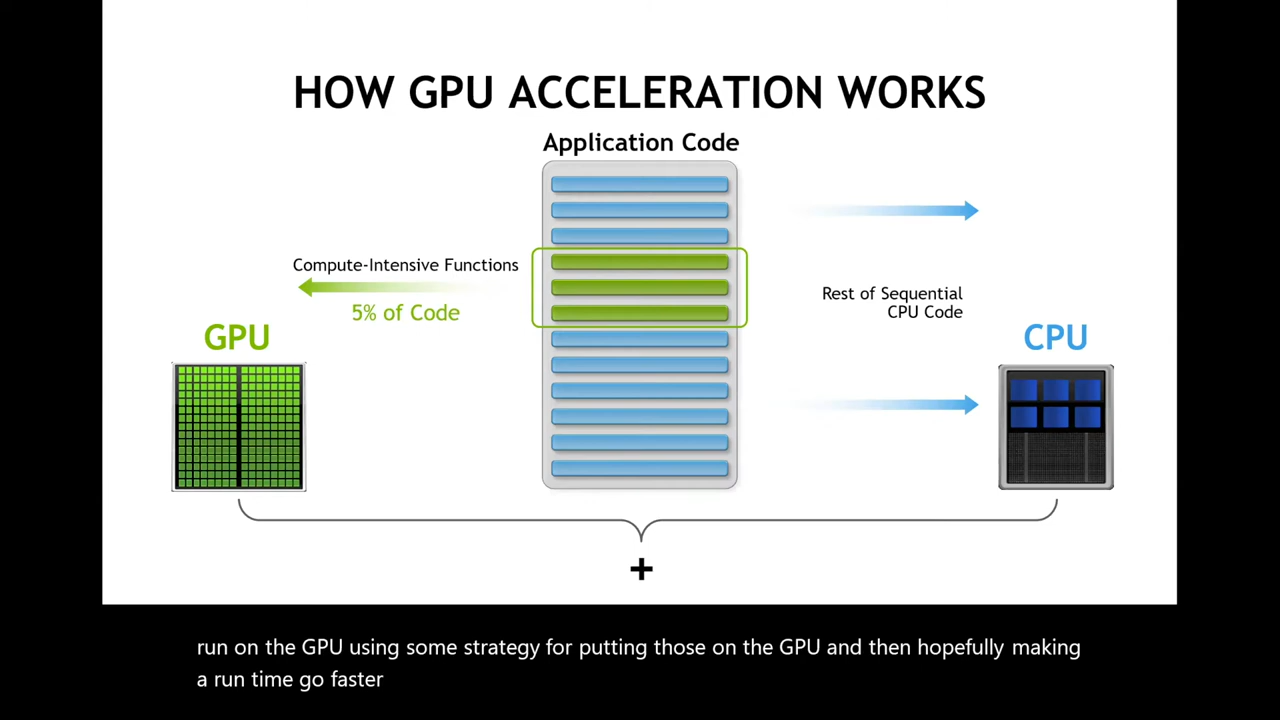 HOW GPU ACCELERATION WORKS
Application Code
Compute-Intensive Functions
5% of Code
Rest of Sequential
CPU Code
GPU
CPU
+
run on the GPU using some strategy for putting those on the GPU and then hopefully making
a run time go faster